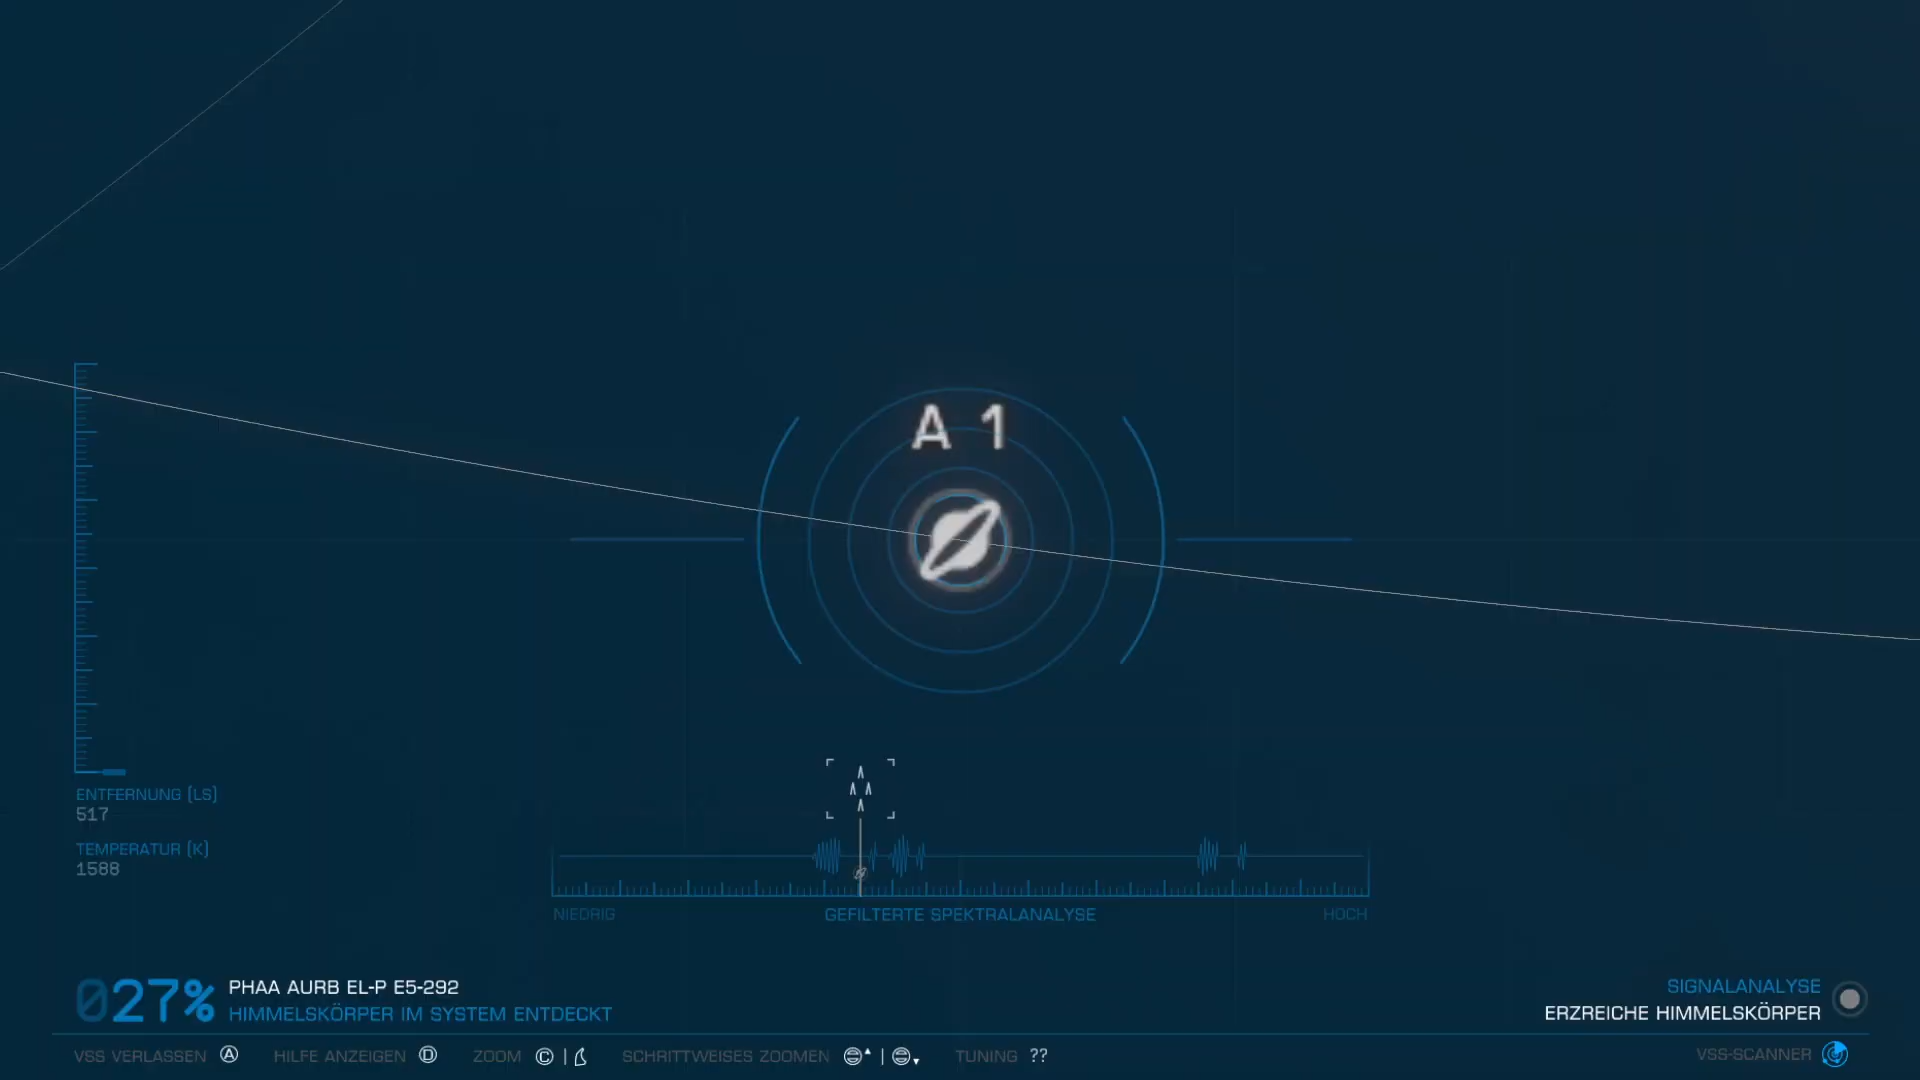 A 1
ENTFERNUNG (LS)
517
TEMPERATUR (K)
1588
NIEDRIG
GEFILTERTE SPEKTRALANALYSE
HOCH
027%
PHAA AURB EL-P E5-292
HIMMELSKÖRPER IM SYSTEM ENTDECKT
SIGNALANALYSE
ERZREICHE HIMMELSKÖRPER
VSS VERLASSEN A HILFE ANZEIGEN D ZOOM C | SCHRITTWEISES ZOOMEN | TUNING ?? VSS-SCANNER